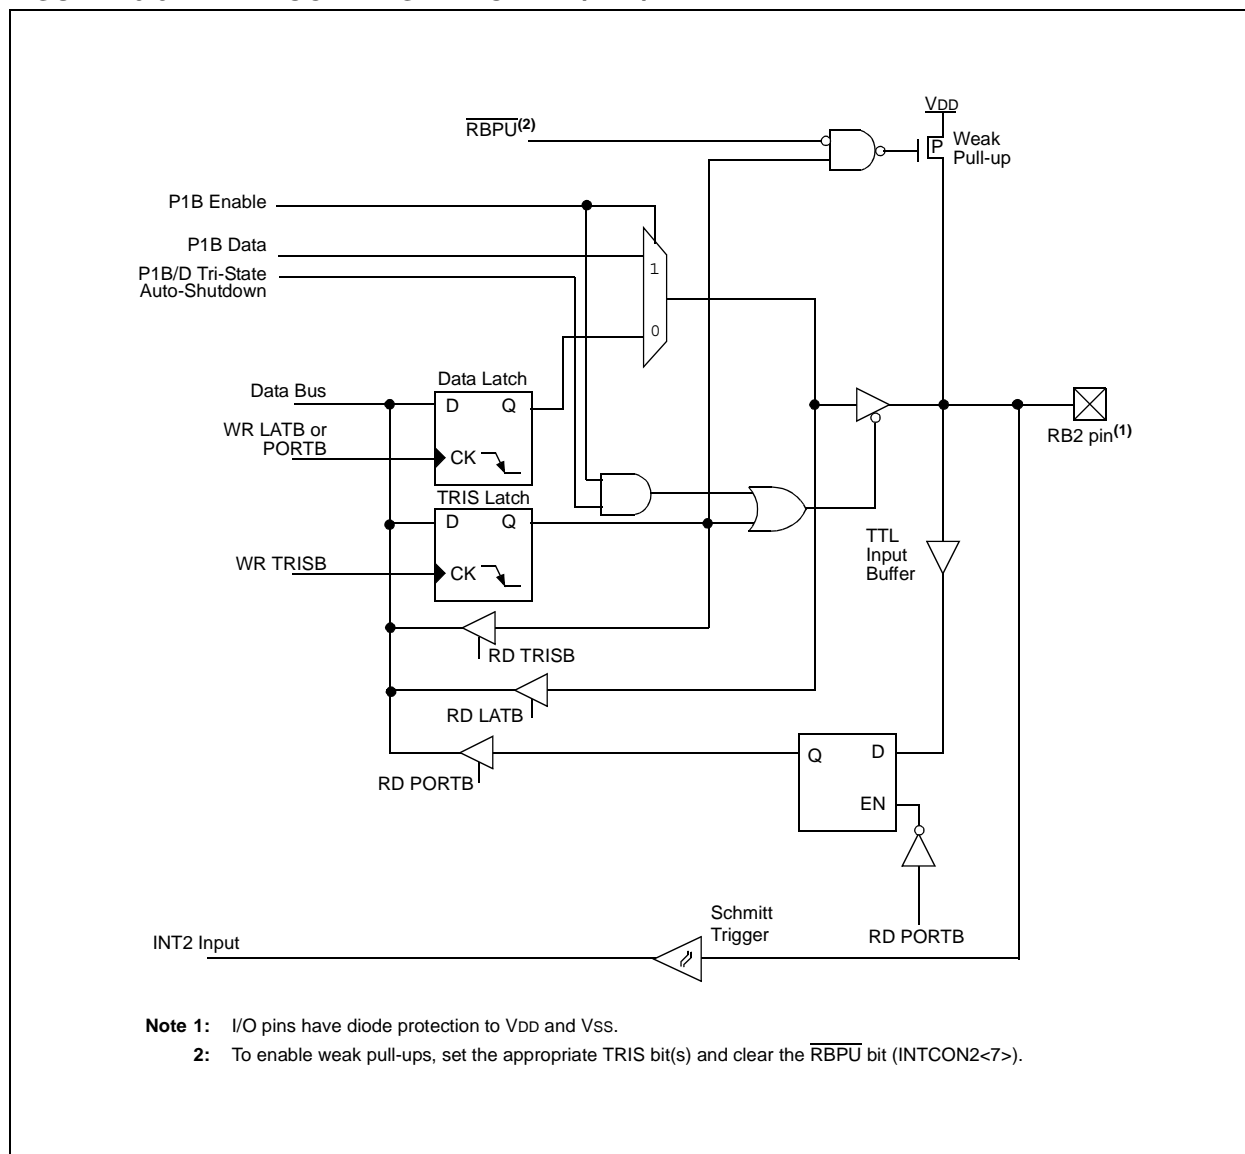 VDD
RBPU(2)
P
Weak
Pull-up
P1B Enable
P1B Data
1
P1B/D Tri-State
Auto-Shutdown
0
Data Latch
Data Bus
D Q
WR LATB or
PORTB
CK
RB2 pin(1)
TRIS Latch
D Q
WR TRISB
CK
TTL
Input
Buffer
RD TRISB
RD LATB
Q D
RD PORTB
EN
Schmitt
Trigger
RD PORTB
INT2 Input
Note 1: I/O pins have diode protection to VDD and VSS.
2: To enable weak pull-ups, set the appropriate TRIS bit(s) and clear the RBPU bit (INTCON2<7>).